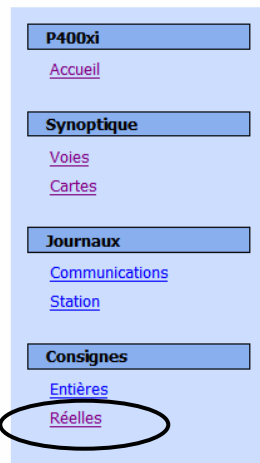 P400xi
Accueil
Synoptique
Voies
Cartes
Journaux
Communications
Station
Consignes
Entières
Réelles